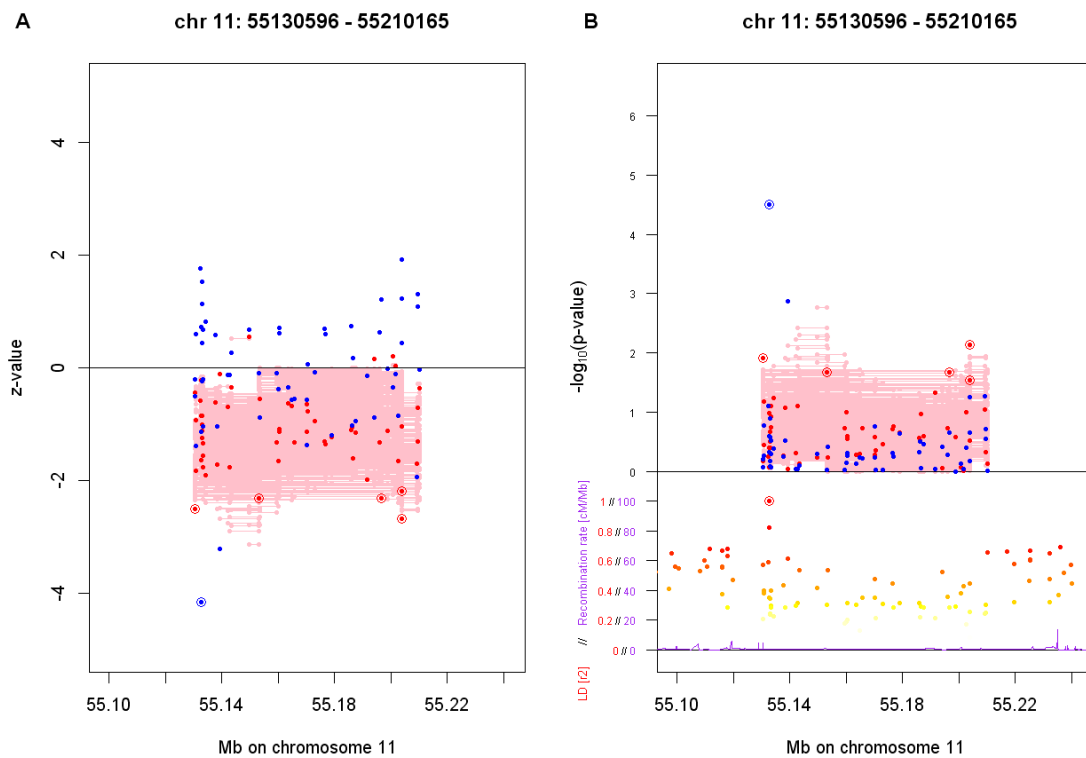 A
chr 11: 55130596 - 55210165
z-value
4
2
0
-2
-4
55.10
55.14
55.18
55.22
Mb on chromosome 11
B
chr 11: 55130596 - 55210165
-log10(p-value)
6
5
4
3
2
1
0
LD [r2] // Recombination rate [cM/Mb]
1 // 100
0.8 // 80
0.6 // 60
0.4 // 40
0.2 // 20
0 // 0
55.10
55.14
55.18
55.22
Mb on chromosome 11